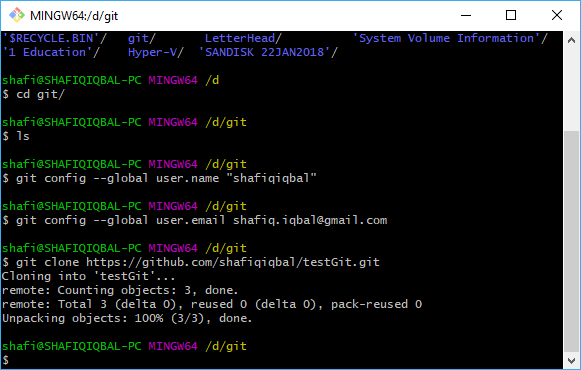 MINGW64:/d/git
'$RECYCLE.BIN'/   git/       LetterHead/          'System Volume Information'/
'1 Education'/    Hyper-V/  'SANDISK 22JAN2018'/
shafi@SHAFIQIQBAL-PC MINGW64 /d
$ cd git/
shafi@SHAFIQIQBAL-PC MINGW64 /d/git
$ ls
shafi@SHAFIQIQBAL-PC MINGW64 /d/git
$ git config --global user.name "shafiqiqbal"
shafi@SHAFIQIQBAL-PC MINGW64 /d/git
$ git config --global user.email shafiq.iqbal@gmail.com
shafi@SHAFIQIQBAL-PC MINGW64 /d/git
$ git clone https://github.com/shafiqiqbal/testGit.git
Cloning into 'testGit'...
remote: Counting objects: 3, done.
remote: Total 3 (delta 0), reused 0 (delta 0), pack-reused 0
Unpacking objects: 100% (3/3), done.
shafi@SHAFIQIQBAL-PC MINGW64 /d/git
$